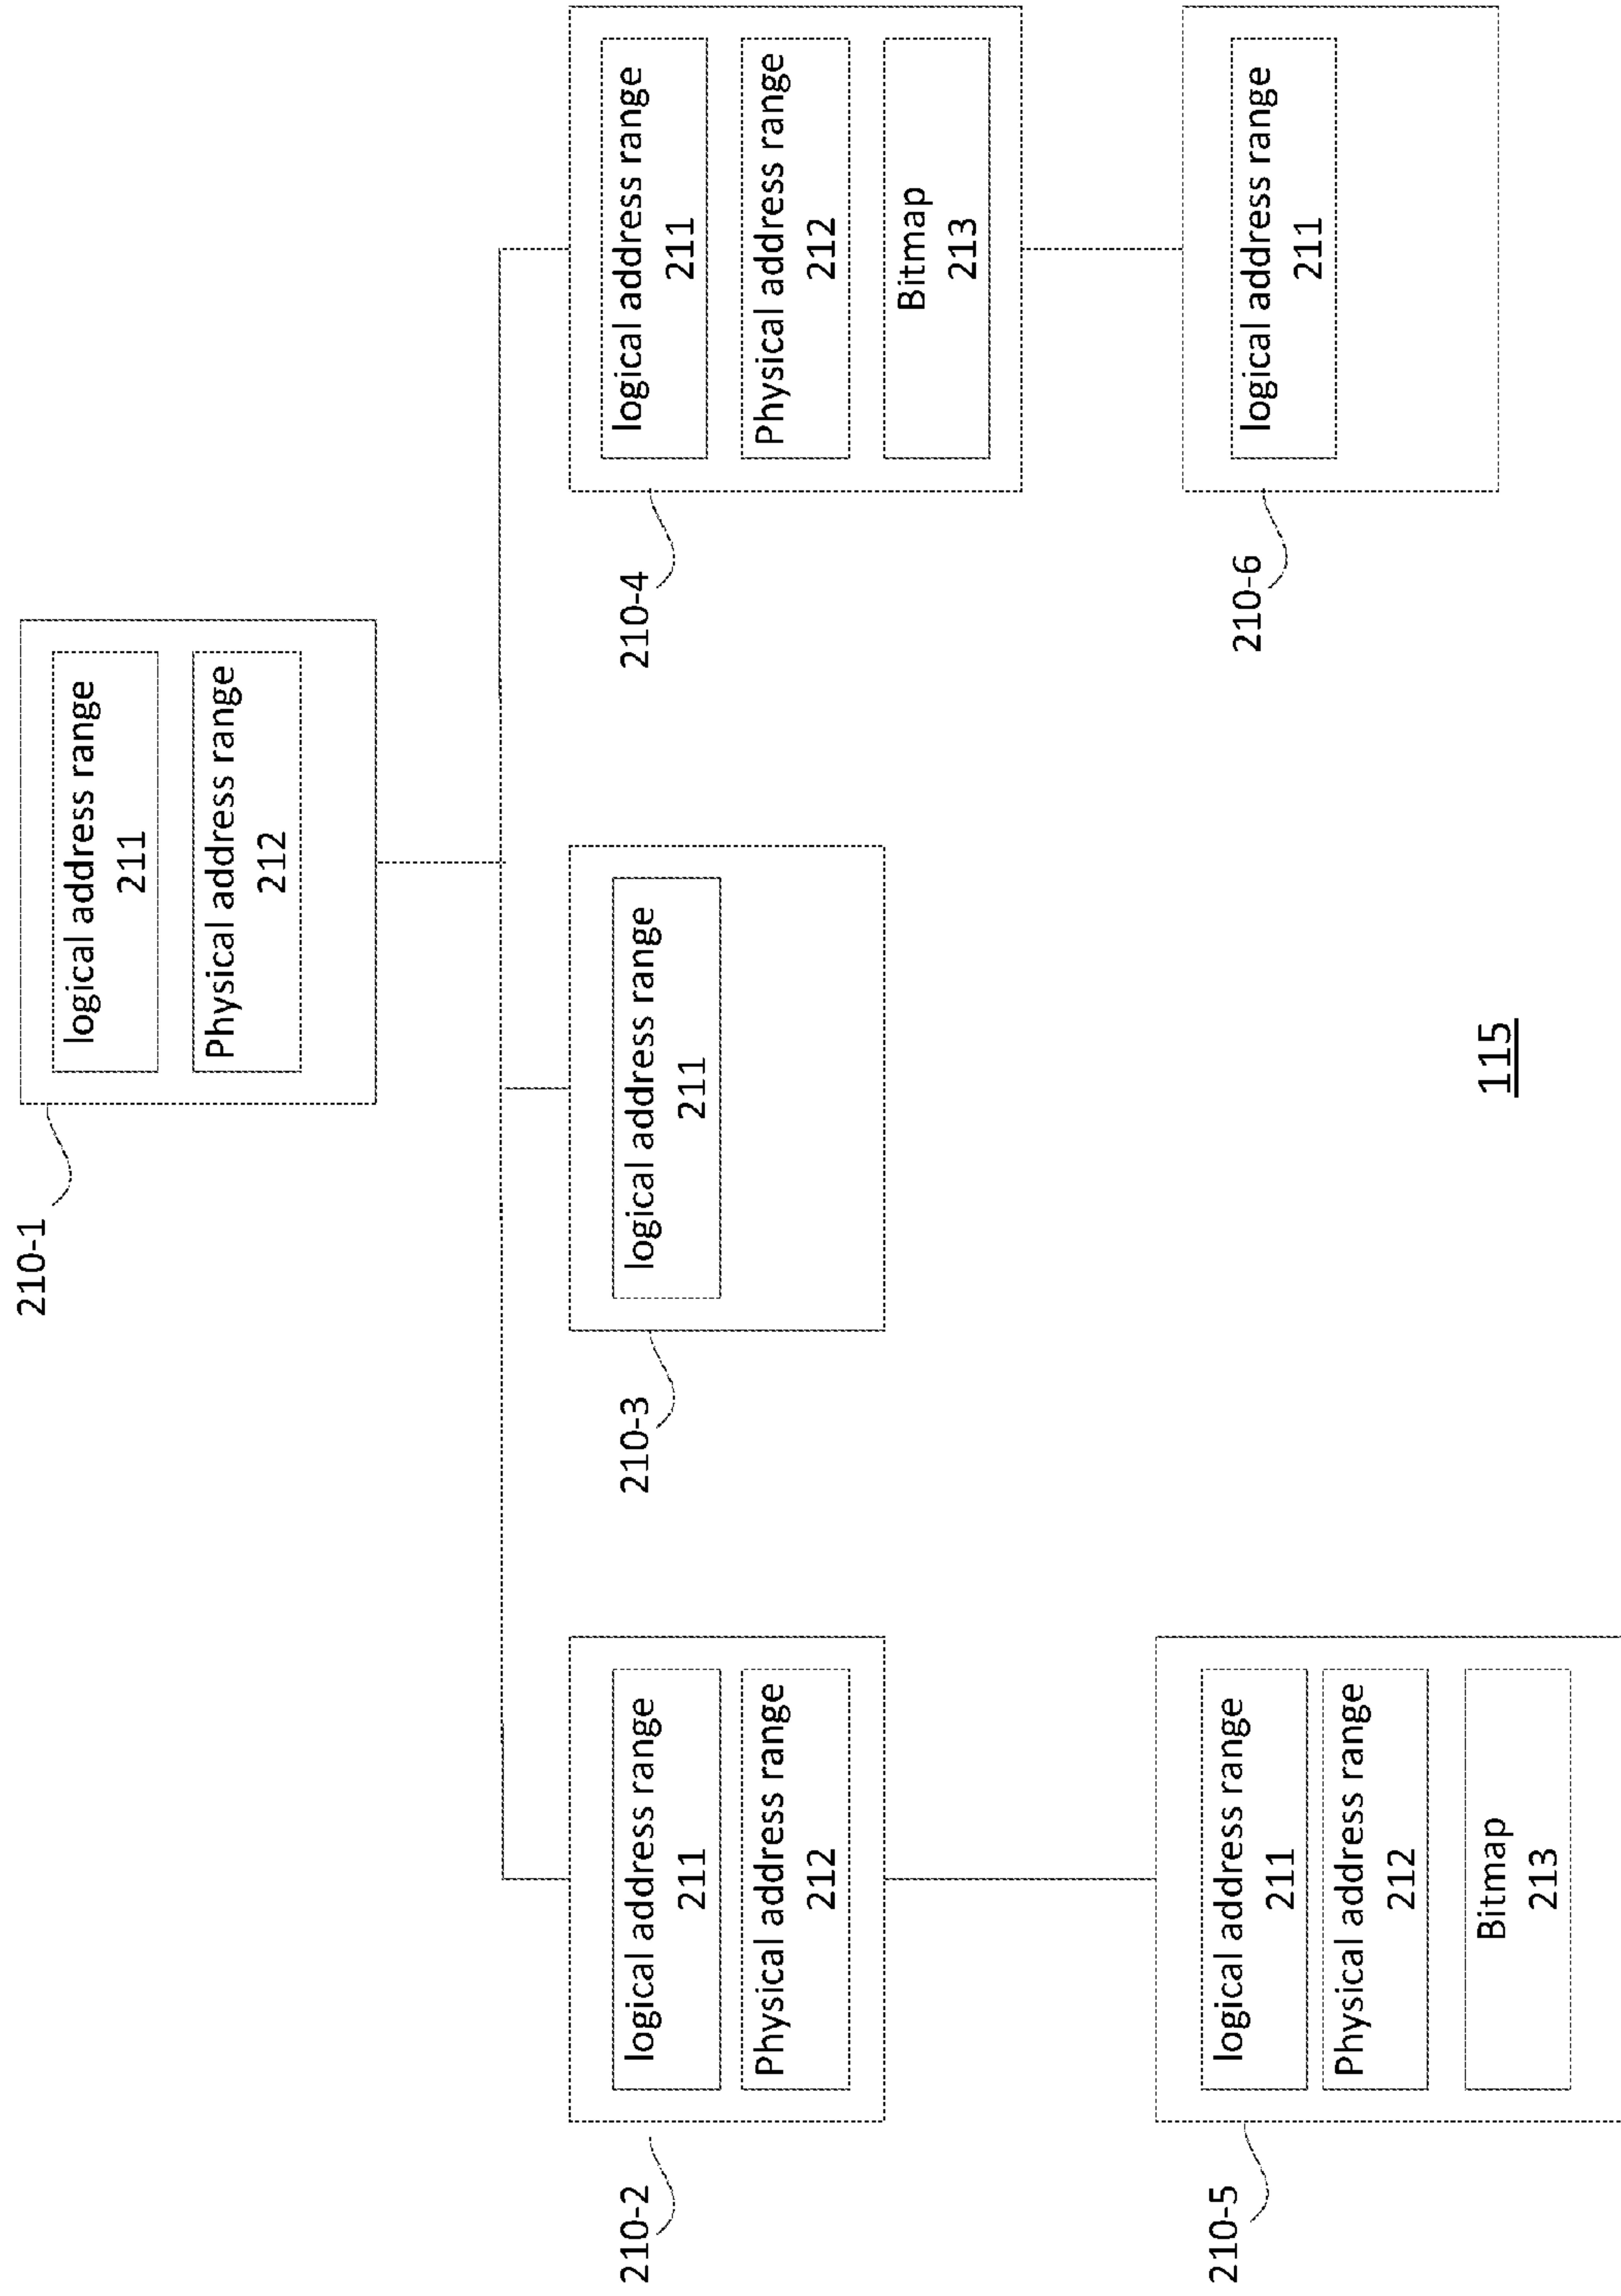 210-1
logical address range
211
Physical address range
212
210-2
logical address range
211
Physical address range
212
210-3
logical address range
211
210-4
logical address range
211
Physical address range
212
Bitmap
213
210-5
logical address range
211
Physical address range
212
Bitmap
213
210-6
logical address range
211
115